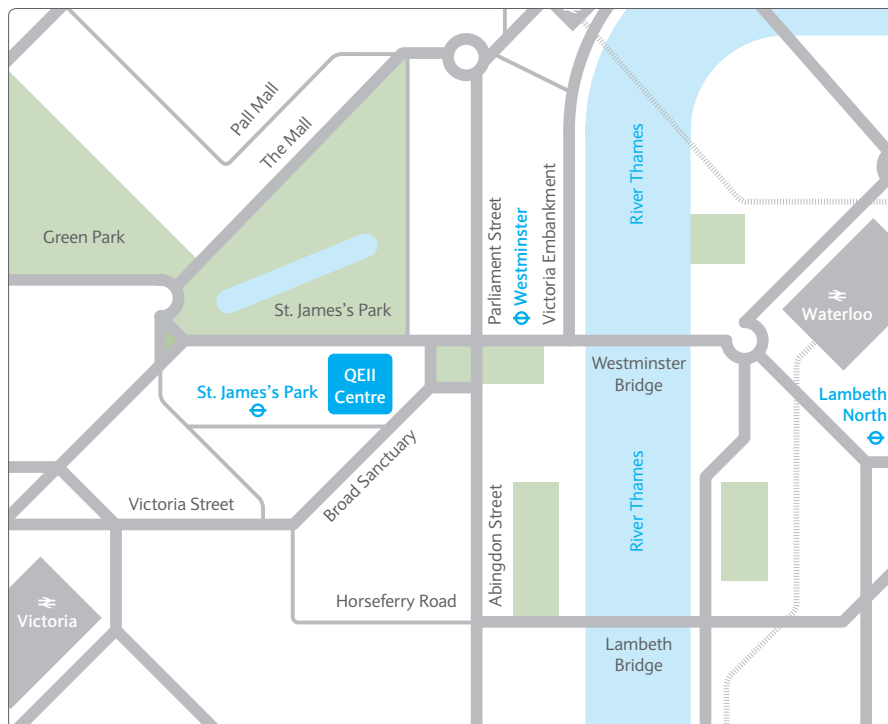 Pall Mall
The Mall
River Thames
Green Park
Parliament Street
Westminster
Victoria Embankment
St. James's Park
Waterloo
Westminster
Bridge
QEII
Centre
St. James's Park
Lambeth
North
Broad Sanctuary
Victoria Street
Abingdon Street
River Thames
Horseferry Road
Victoria
Lambeth
Bridge